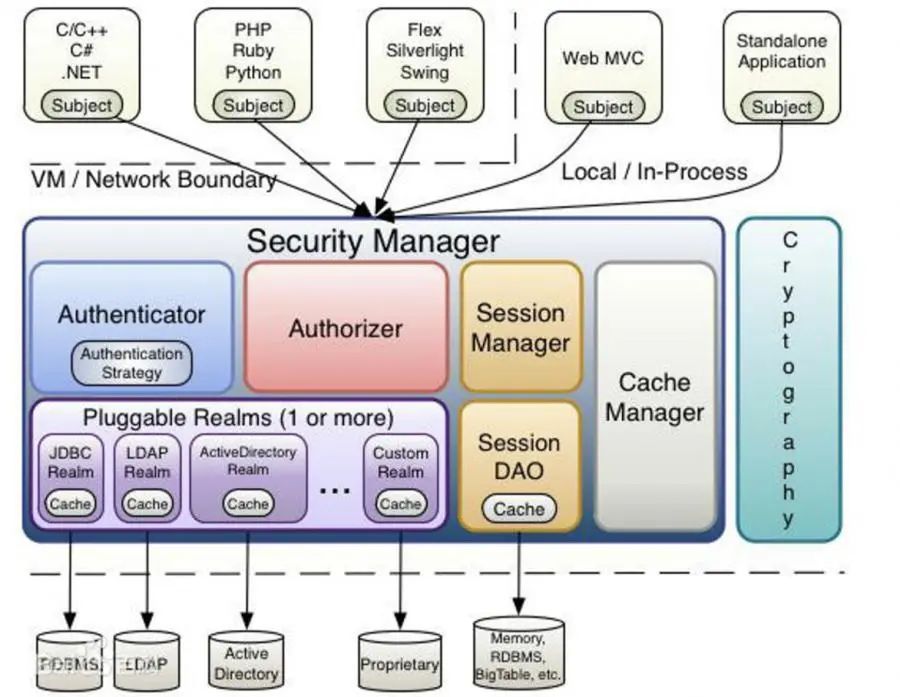 C/C++
C#
.NET
Subject
PHP
Ruby
Python
Subject
Flex
Silverlight
Swing
Subject
Web MVC
Subject
Standalone
Application
Subject
VM / Network Boundary
Local / In-Process
Security Manager
Authenticator
Authentication
Strategy
Authorizer
Session
Manager
Cache
Manager
Cryptography
Pluggable Realms (1 or more)
JDBC
Realm
Cache
LDAP
Realm
Cache
ActiveDirectory
Realm
Cache
...
Custom
Realm
Cache
Session
DAO
Cache
RDBMS
LDAP
Active
Directory
Proprietary
Memory,
RDBMS,
BigTable, etc.